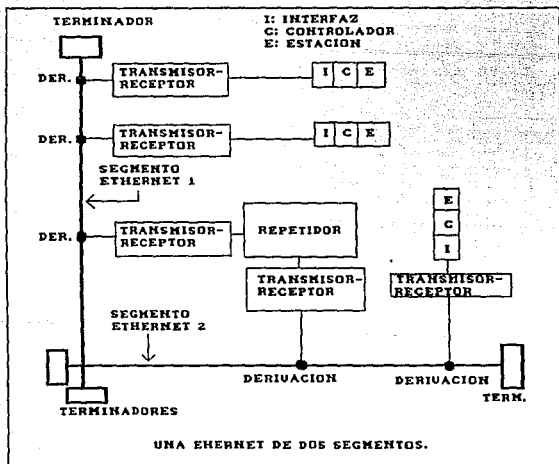 TERMINADOR
I: INTERFAZ
C: CONTROLADOR
E: ESTACION
DER.
TRANSMISOR-
RECEPTOR
I C E
DER.
TRANSMISOR-
RECEPTOR
I C E
SEGMENTO
ETHERNET 1
DER.
TRANSMISOR-
RECEPTOR
REPETIDOR
E
C
I
TRANSMISOR-
RECEPTOR
TRANSMISOR-
RECEPTOR
SEGMENTO
ETHERNET 2
DERIVACION
DERIVACION
TERM.
TERMINADORES
UNA EHERNET DE DOS SEGMENTOS.